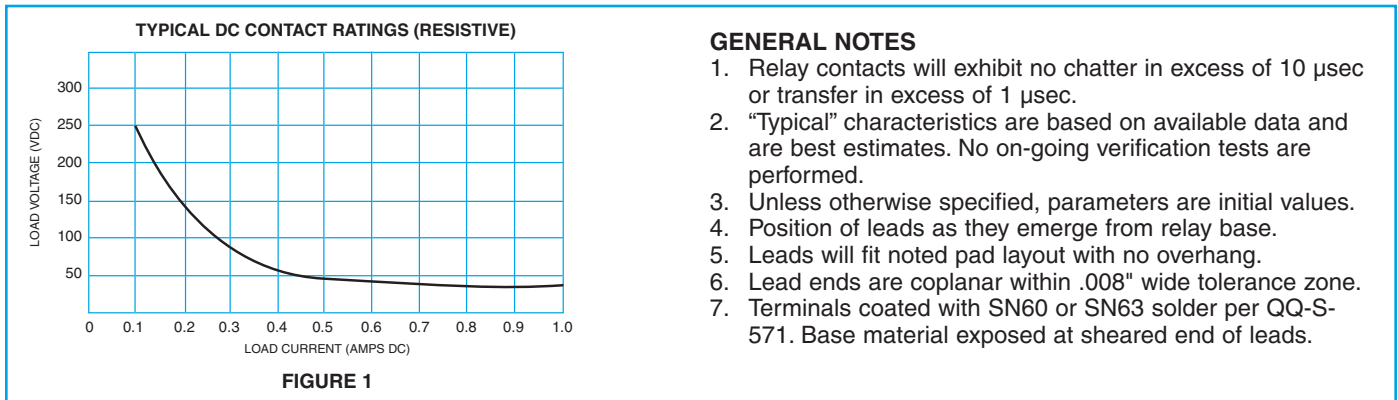 TYPICAL DC CONTACT RATINGS (RESISTIVE)
LOAD VOLTAGE (VDC)
300
250
200
150
100
50
0 0.1 0.2 0.3 0.4 0.5 0.6 0.7 0.8 0.9 1.0
LOAD CURRENT (AMPS DC)
FIGURE 1
GENERAL NOTES
1. Relay contacts will exhibit no chatter in excess of 10 µsec
or transfer in excess of 1 µsec.
2. “Typical” characteristics are based on available data and
are best estimates. No on-going verification tests are
performed.
3. Unless otherwise specified, parameters are initial values.
4. Position of leads as they emerge from relay base.
5. Leads will fit noted pad layout with no overhang.
6. Lead ends are coplanar within .008" wide tolerance zone.
7. Terminals coated with SN60 or SN63 solder per QQ-S-
571. Base material exposed at sheared end of leads.